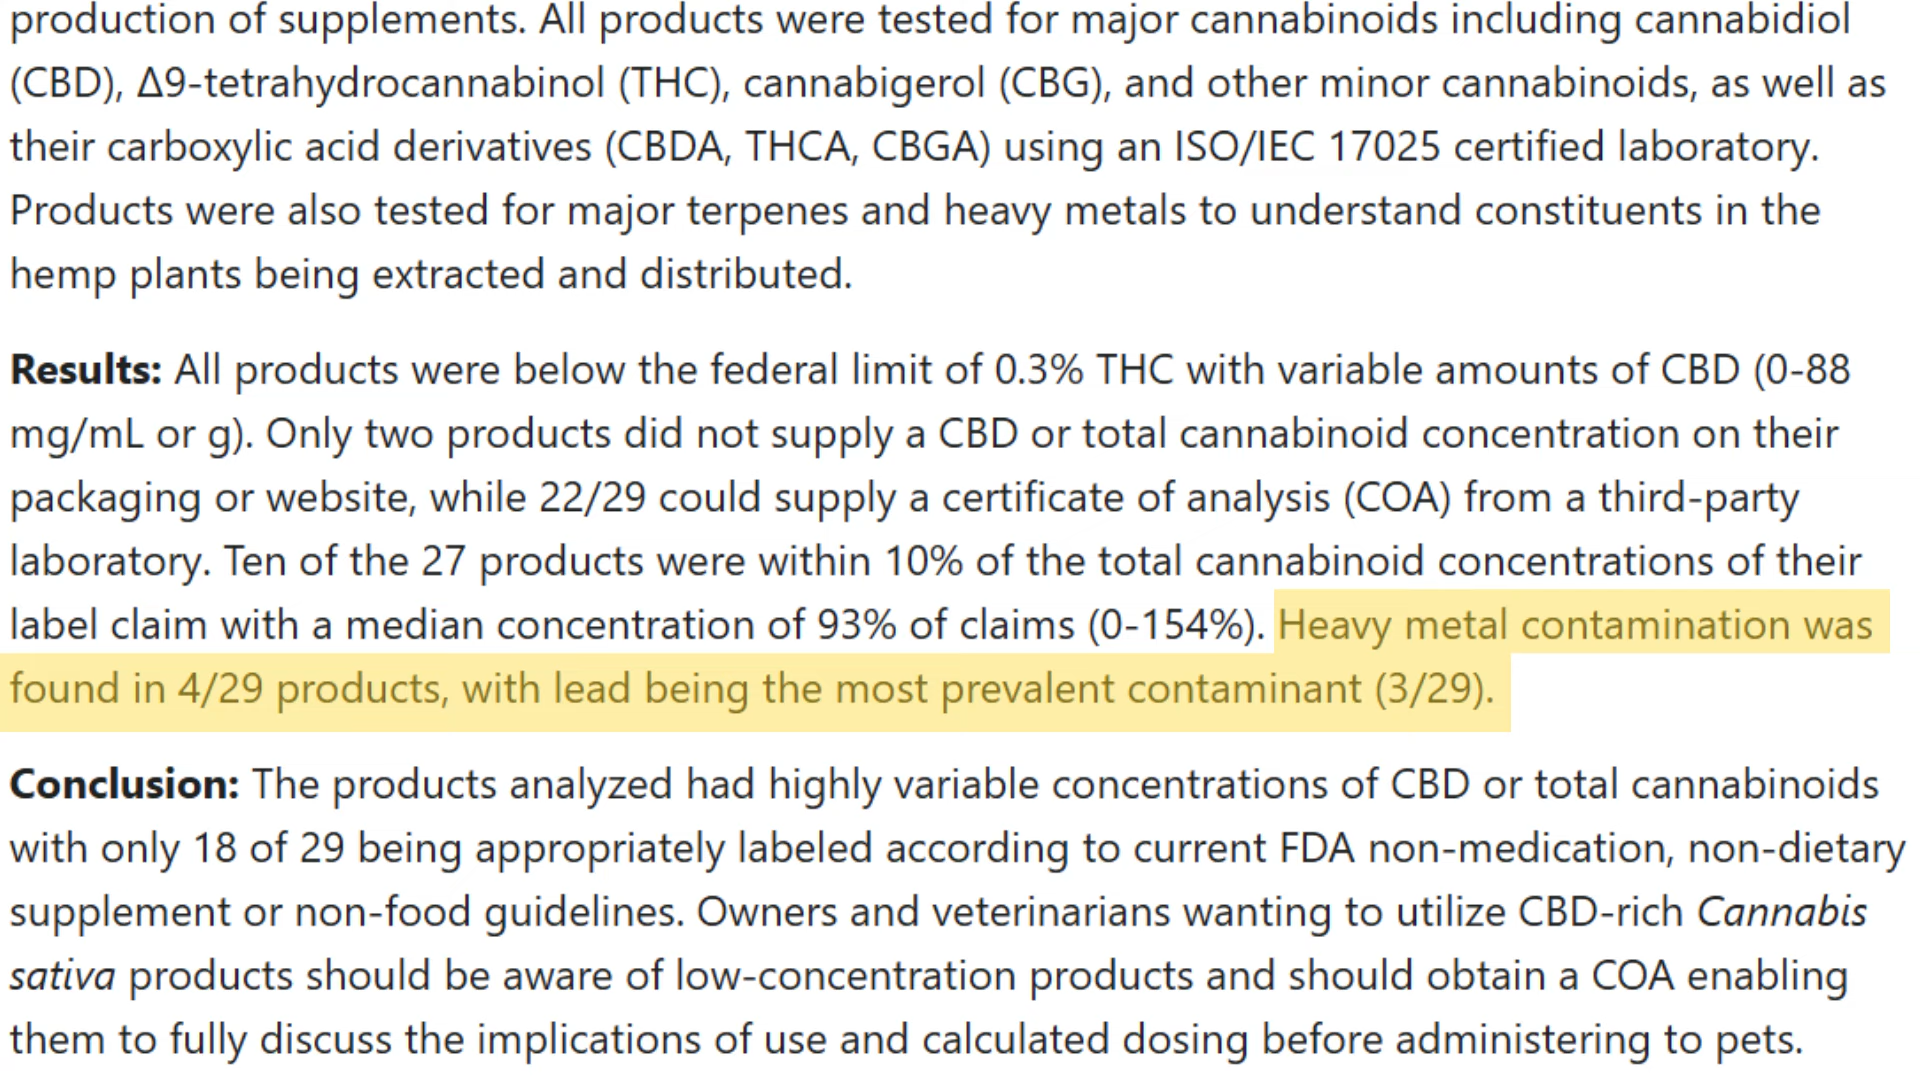 production of supplements. All products were tested for major cannabinoids including cannabidiol
(CBD), Δ9-tetrahydrocannabinol (THC), cannabigerol (CBG), and other minor cannabinoids, as well as
their carboxylic acid derivatives (CBDA, THCA, CBGA) using an ISO/IEC 17025 certified laboratory.
Products were also tested for major terpenes and heavy metals to understand constituents in the
hemp plants being extracted and distributed.
Results: All products were below the federal limit of 0.3% THC with variable amounts of CBD (0-88
mg/mL or g). Only two products did not supply a CBD or total cannabinoid concentration on their
packaging or website, while 22/29 could supply a certificate of analysis (COA) from a third-party
laboratory. Ten of the 27 products were within 10% of the total cannabinoid concentrations of their
label claim with a median concentration of 93% of claims (0-154%). Heavy metal contamination was
found in 4/29 products, with lead being the most prevalent contaminant (3/29).
Conclusion: The products analyzed had highly variable concentrations of CBD or total cannabinoids
with only 18 of 29 being appropriately labeled according to current FDA non-medication, non-dietary
supplement or non-food guidelines. Owners and veterinarians wanting to utilize CBD-rich Cannabis
sativa products should be aware of low-concentration products and should obtain a COA enabling
them to fully discuss the implications of use and calculated dosing before administering to pets.